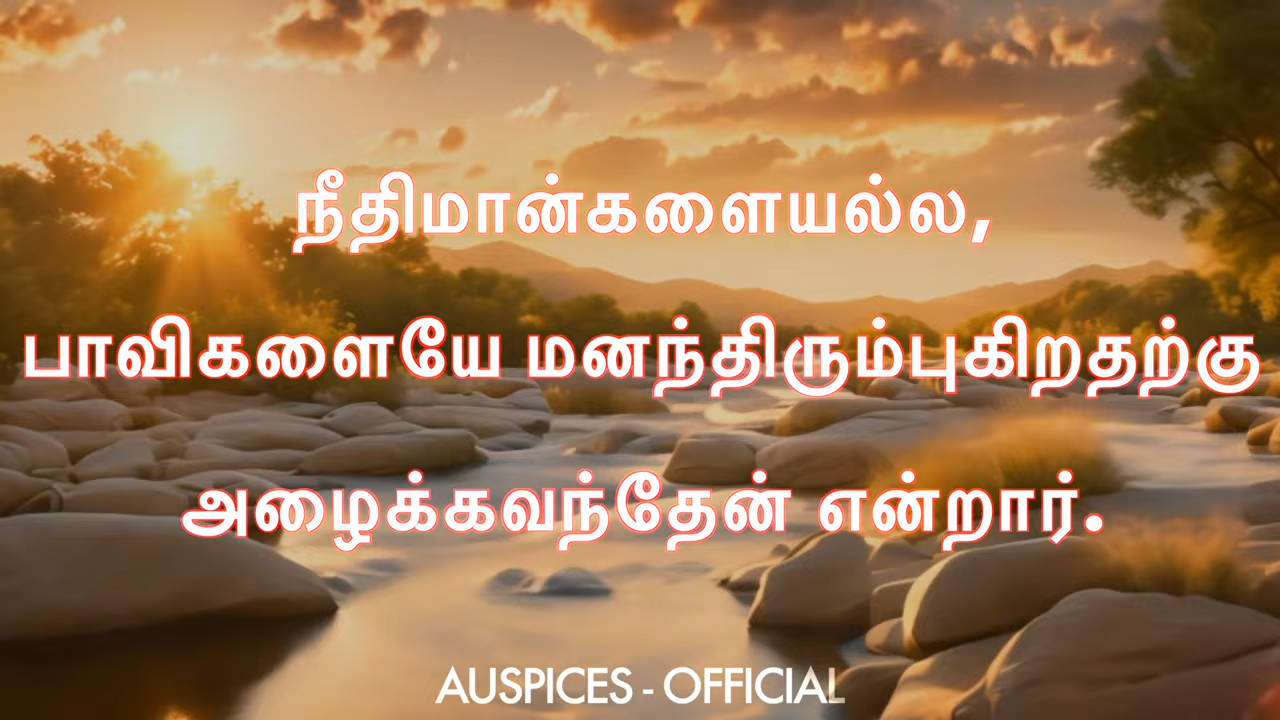 நீதிமான்களையல்ல,
பாவிகளையே மனந்திரும்புகிறதற்கு
அழைக்கவந்தேன் என்றார்.
AUSPICES - OFFICIAL